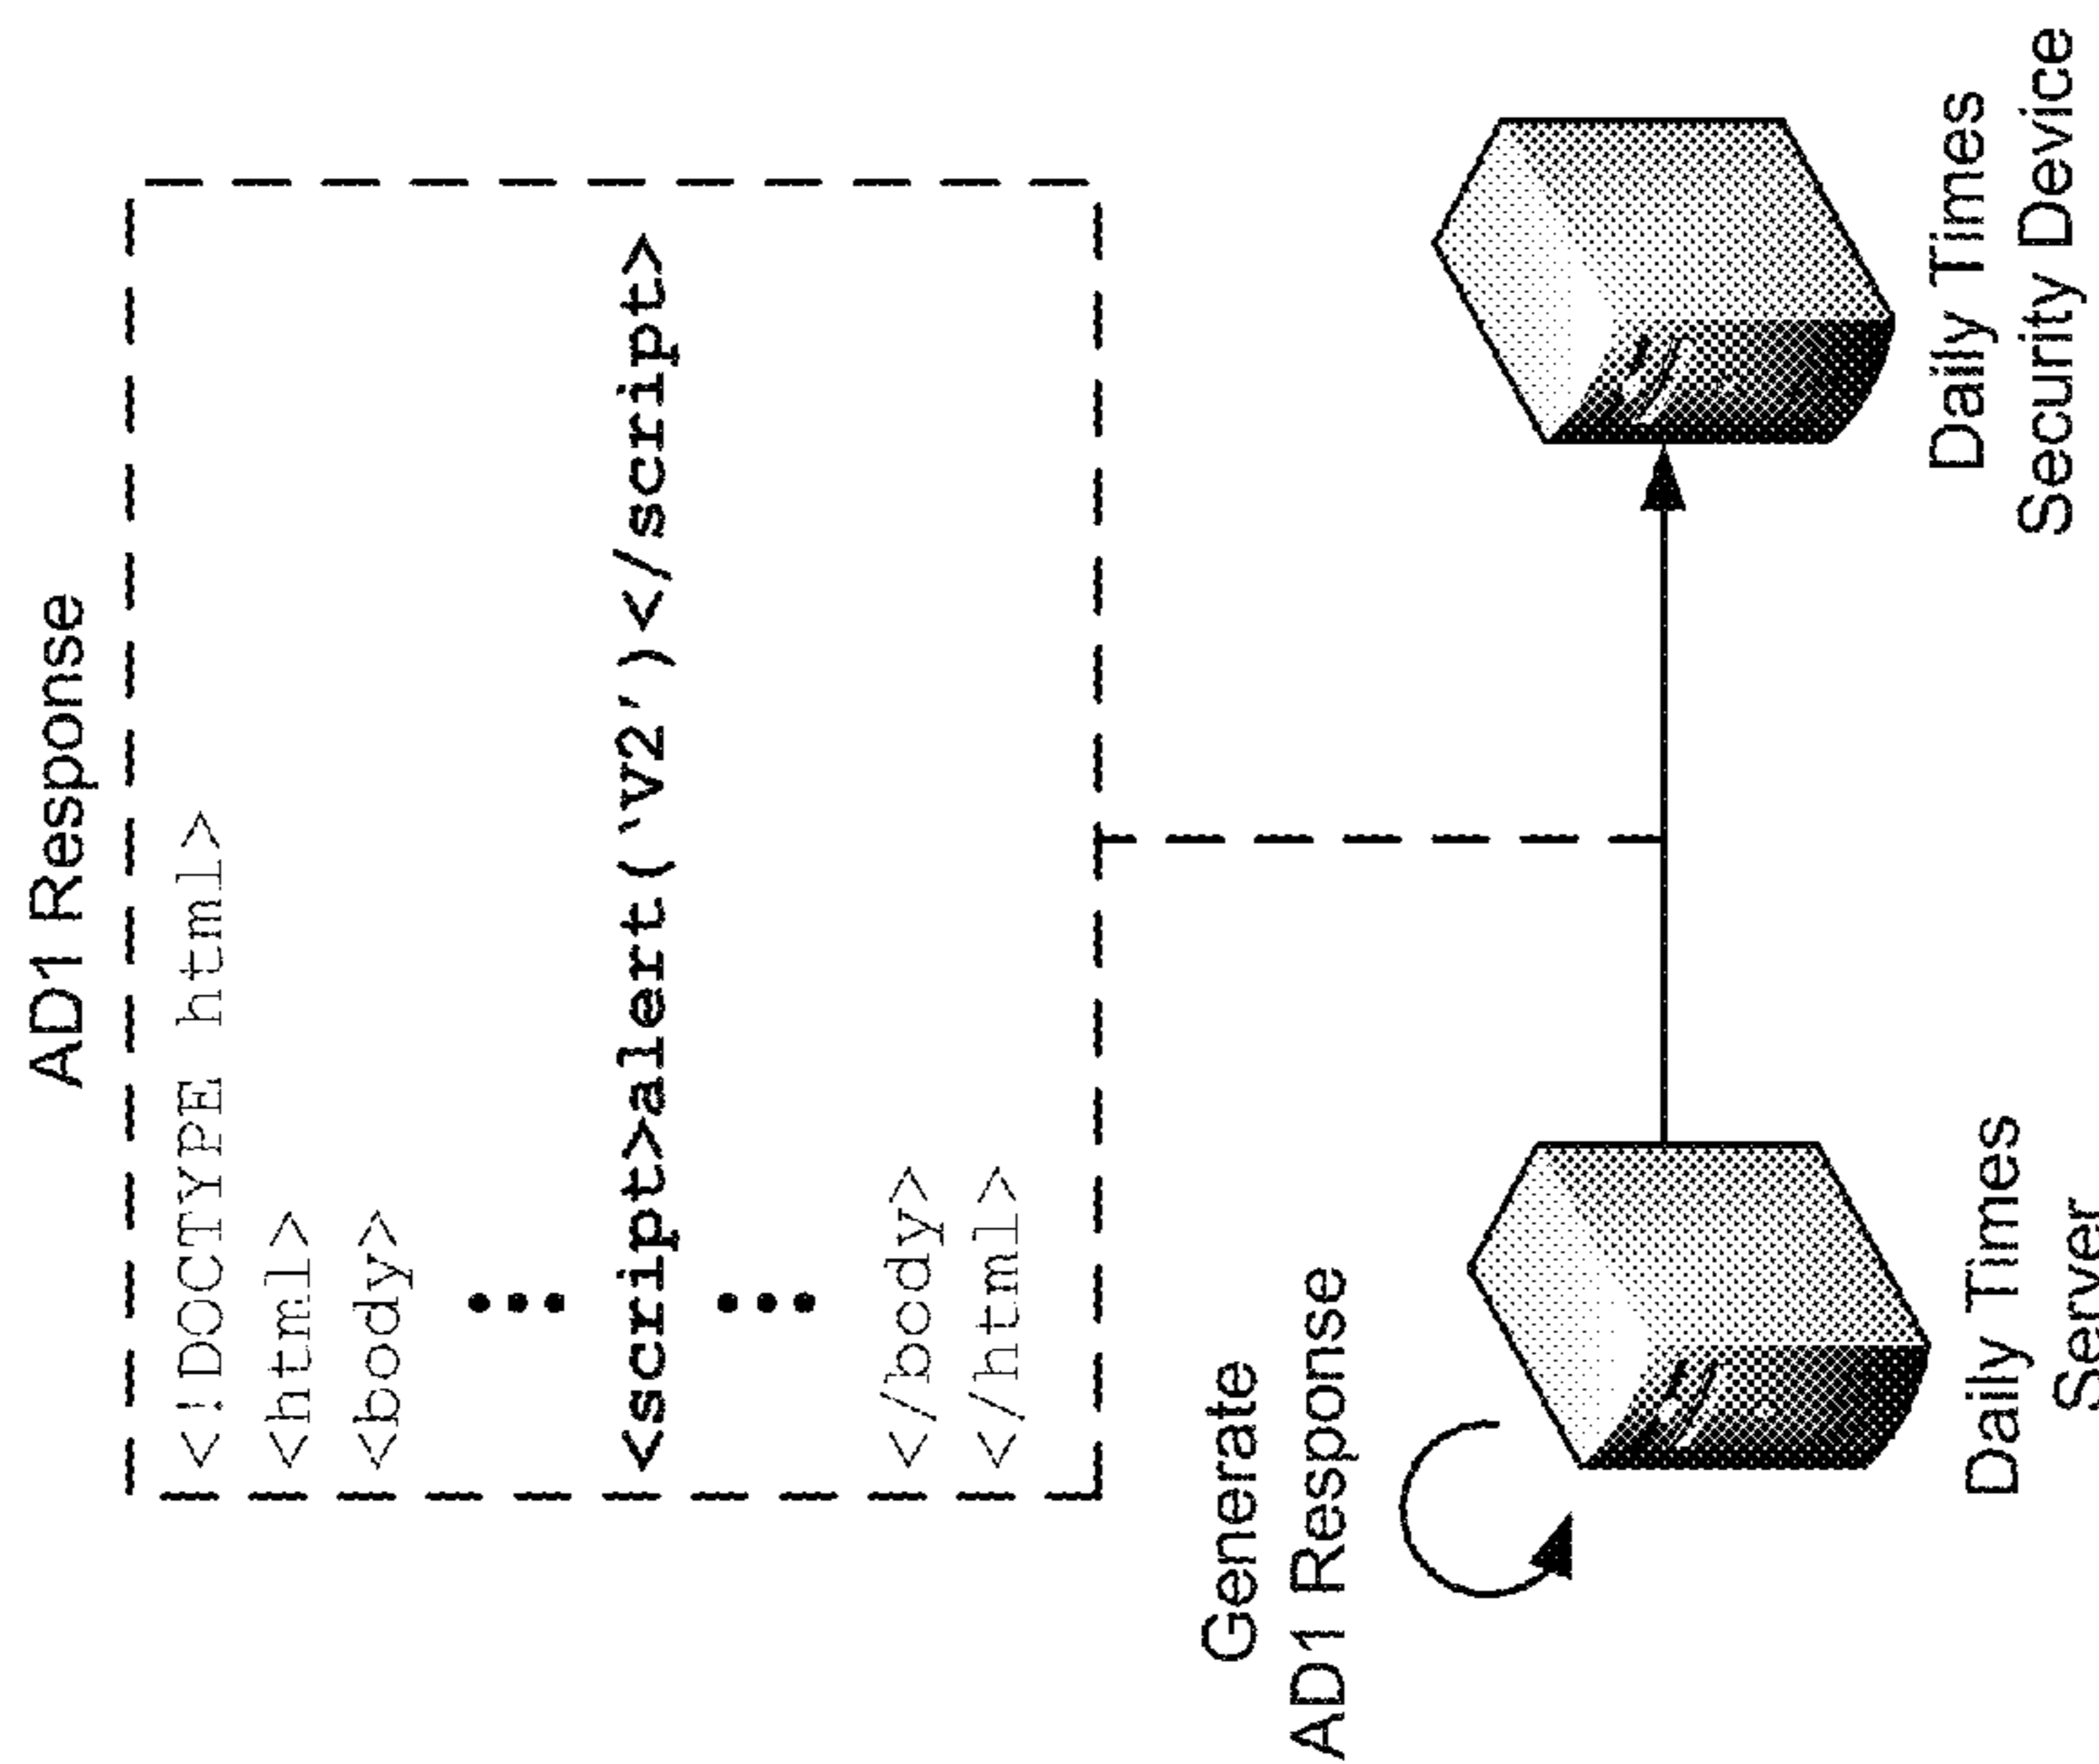 AD1 Response
<!DOCTYPE html>
<html>
<body>
•••
<script>alert(‵v2′)</script>
•••
</body>
</html>
Generate
AD1 Response
Daily Times
Server
Daily Times
Security Device